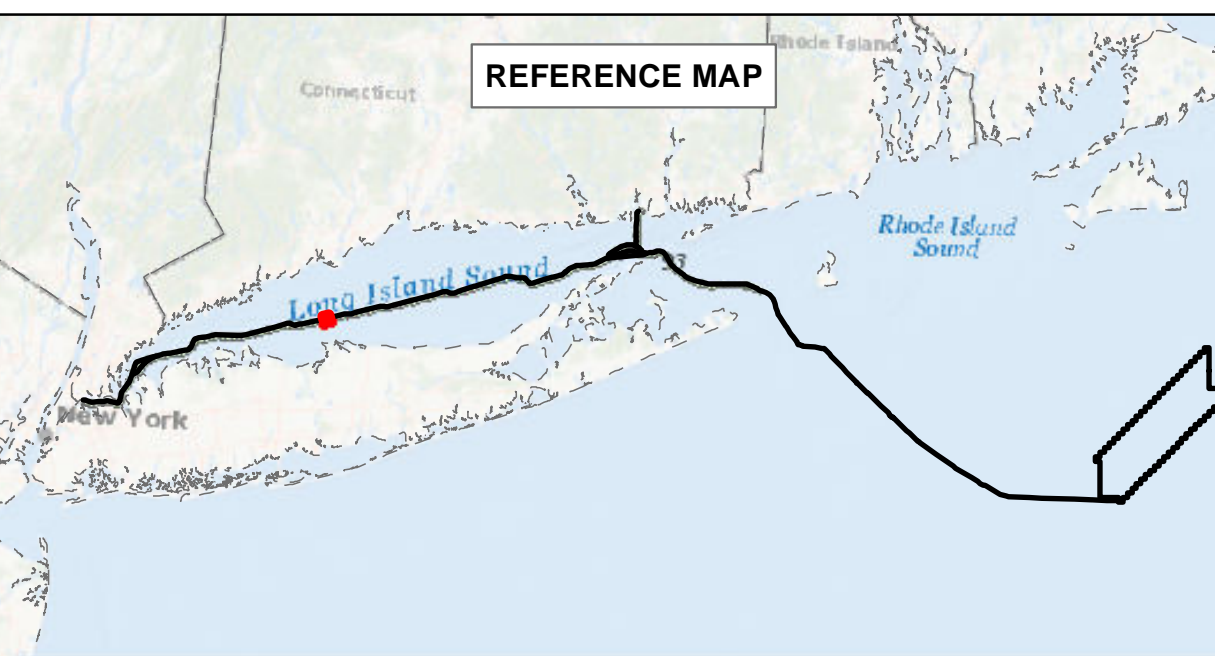 Rhode Island
REFERENCE MAP
Connecticut
Rhode Island
Sound
Long Island Sound
New York